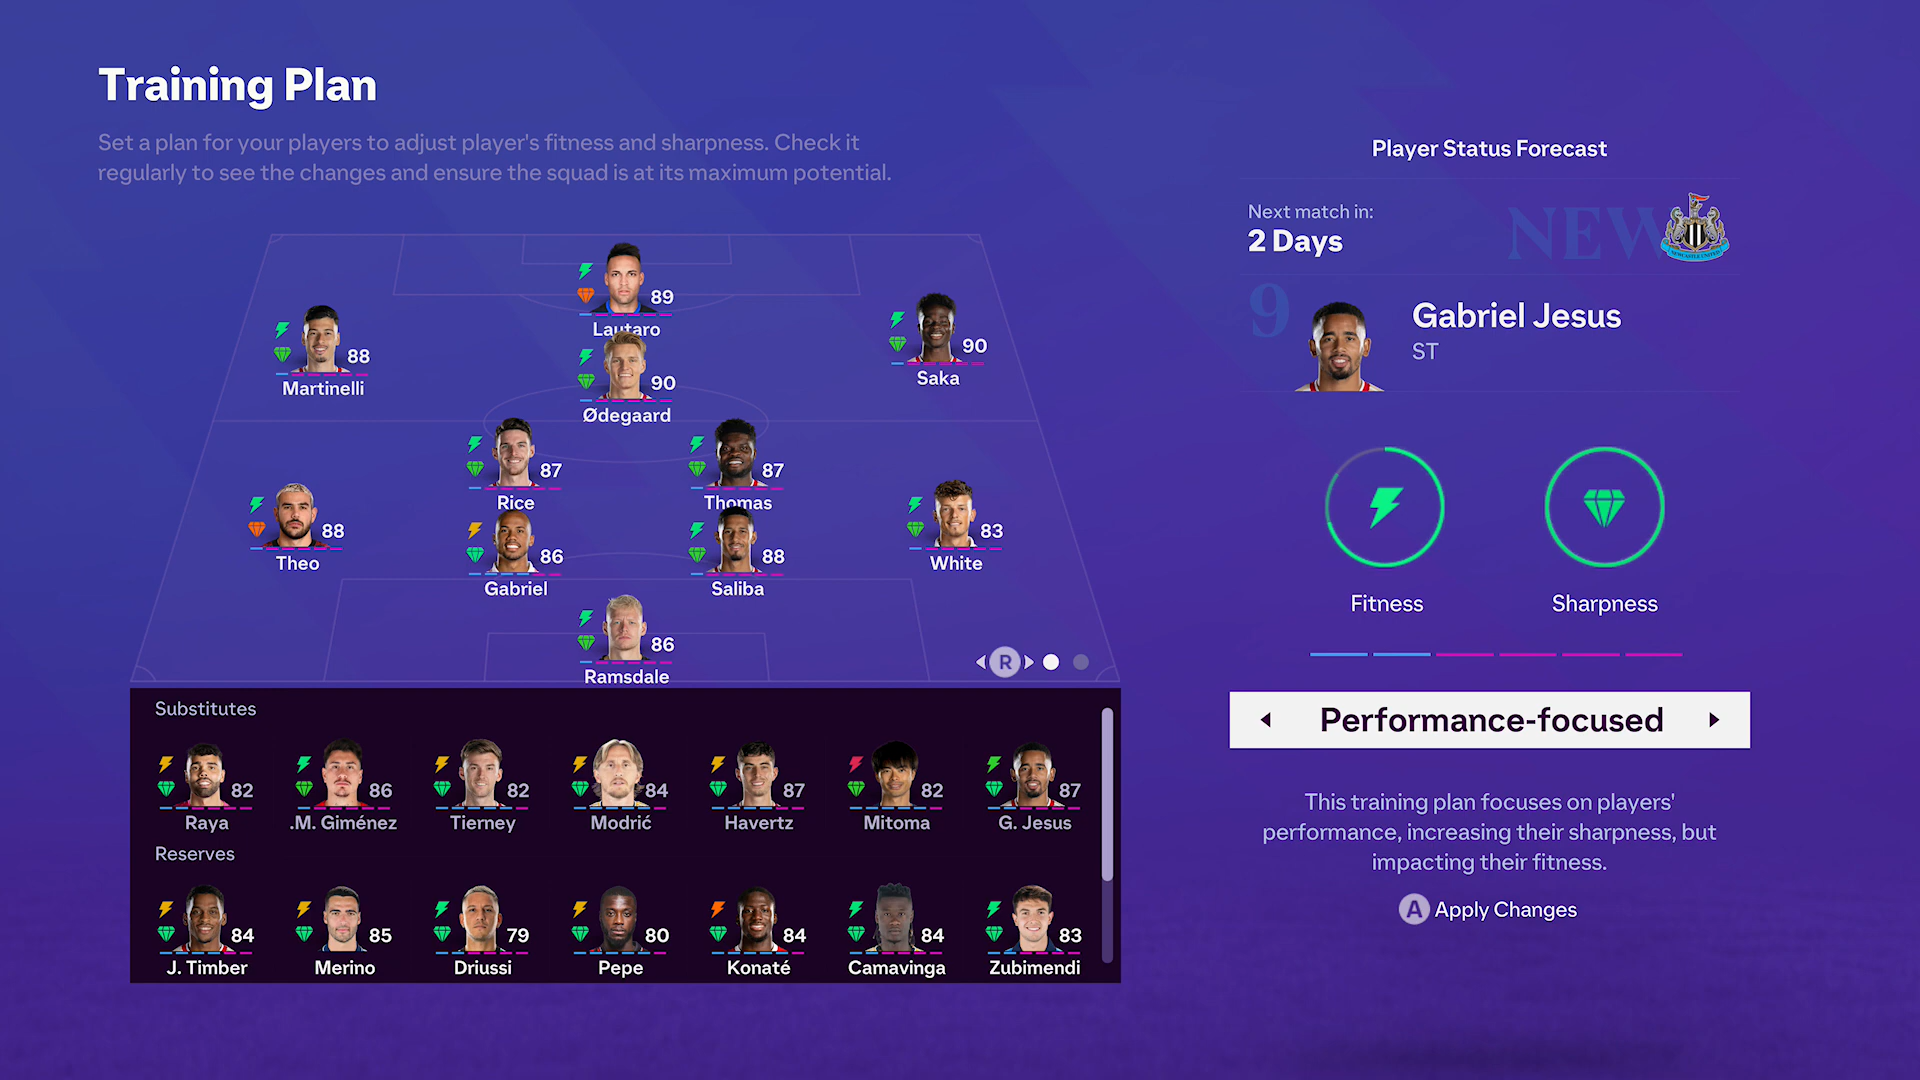 Training Plan
Set a plan for your players to adjust player's fitness and sharpness. Check it
regularly to see the changes and ensure the squad is at its maximum potential.
89
Lautaro
88
Martinelli
90
Ødegaard
90
Saka
87
Rice
87
Thomas
88
Theo
86
Gabriel
88
Saliba
83
White
86
Ramsdale
R
Substitutes
82
Raya
86
.M. Giménez
82
Tierney
84
Modrić
87
Havertz
82
Mitoma
87
G. Jesus
Reserves
84
J. Timber
85
Merino
79
Driussi
80
Pepe
84
Konaté
84
Camavinga
83
Zubimendi
Player Status Forecast
Next match in:
2 Days
NEW
NEWCASTLE UNITED
9
Gabriel Jesus
ST
Fitness
Sharpness
Performance-focused
This training plan focuses on players'
performance, increasing their sharpness, but
impacting their fitness.
A Apply Changes